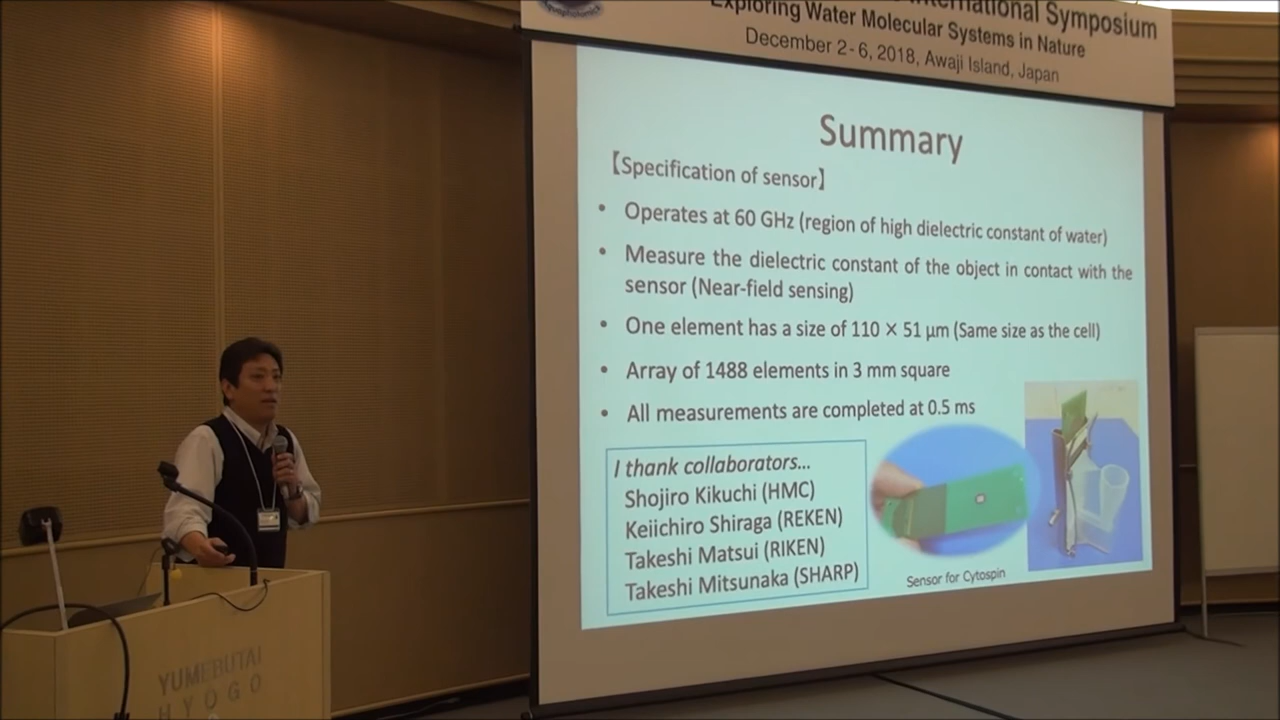 International Symposium
Exploring Water Molecular Systems in Nature
December 2-6, 2018, Awaji Island, Japan
Summary
【Specification of sensor】
• Operates at 60 GHz (region of high dielectric constant of water)
• Measure the dielectric constant of the object in contact with the
sensor (Near-field sensing)
• One element has a size of 110 × 51 μm (Same size as the cell)
• Array of 1488 elements in 3 mm square
• All measurements are completed at 0.5 ms
I thank collaborators...
Shojiro Kikuchi (HMC)
Keiichiro Shiraga (REKEN)
Takeshi Matsui (RIKEN)
Takeshi Mitsunaka (SHARP)
Sensor for Cytospin
YUMEBUTAI
HYOGO